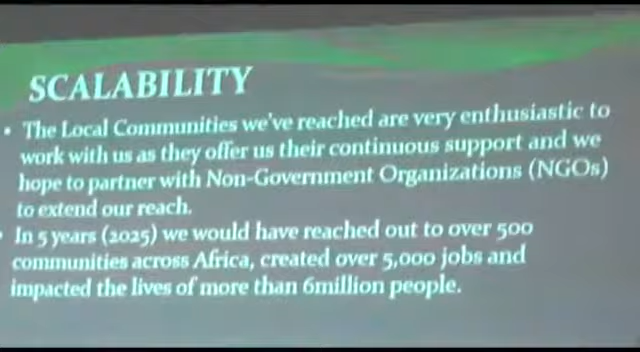 SCALABILITY
• The Local Communities we've reached are very enthusiastic to
work with us as they offer us their continuous support and we
hope to partner with Non-Government Organizations (NGOs)
to extend our reach.
• In 5 years (2025) we would have reached out to over 500
communities across Africa, created over 5,000 jobs and
impacted the lives of more than 6million people.